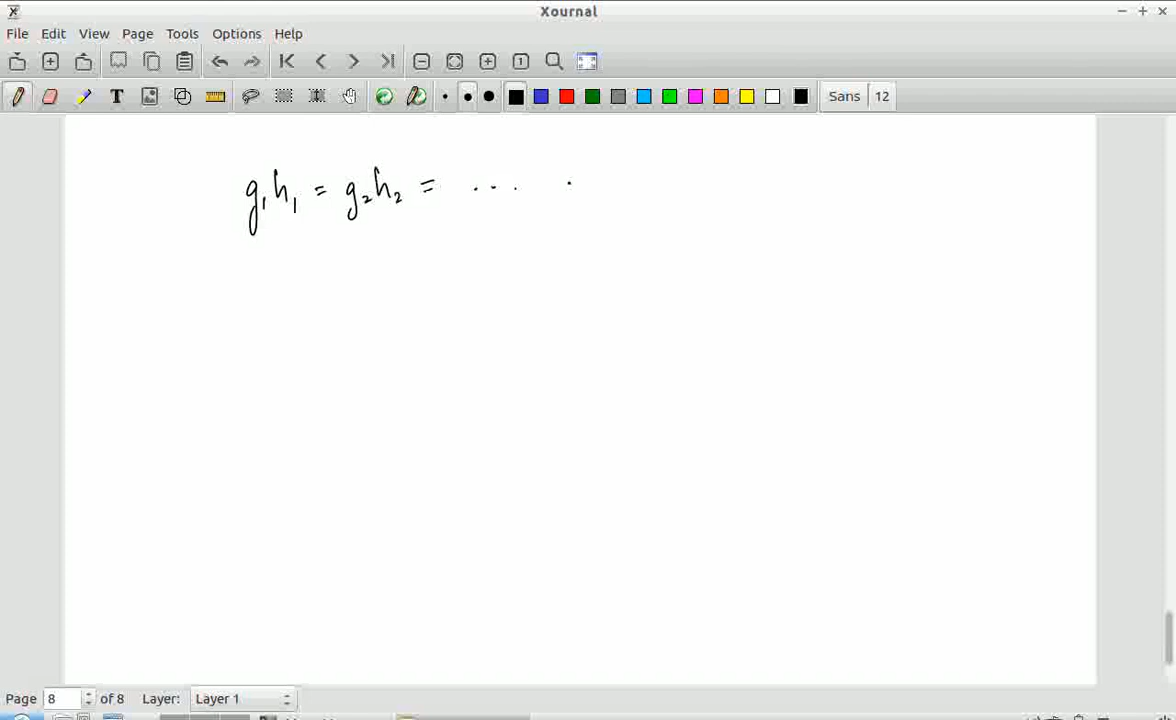 Xournal
File Edit View Page Tools Options Help
Sans 12
g₁h₁ = g₂h₂ = ... .
Page 8 of 8 Layer: Layer 1